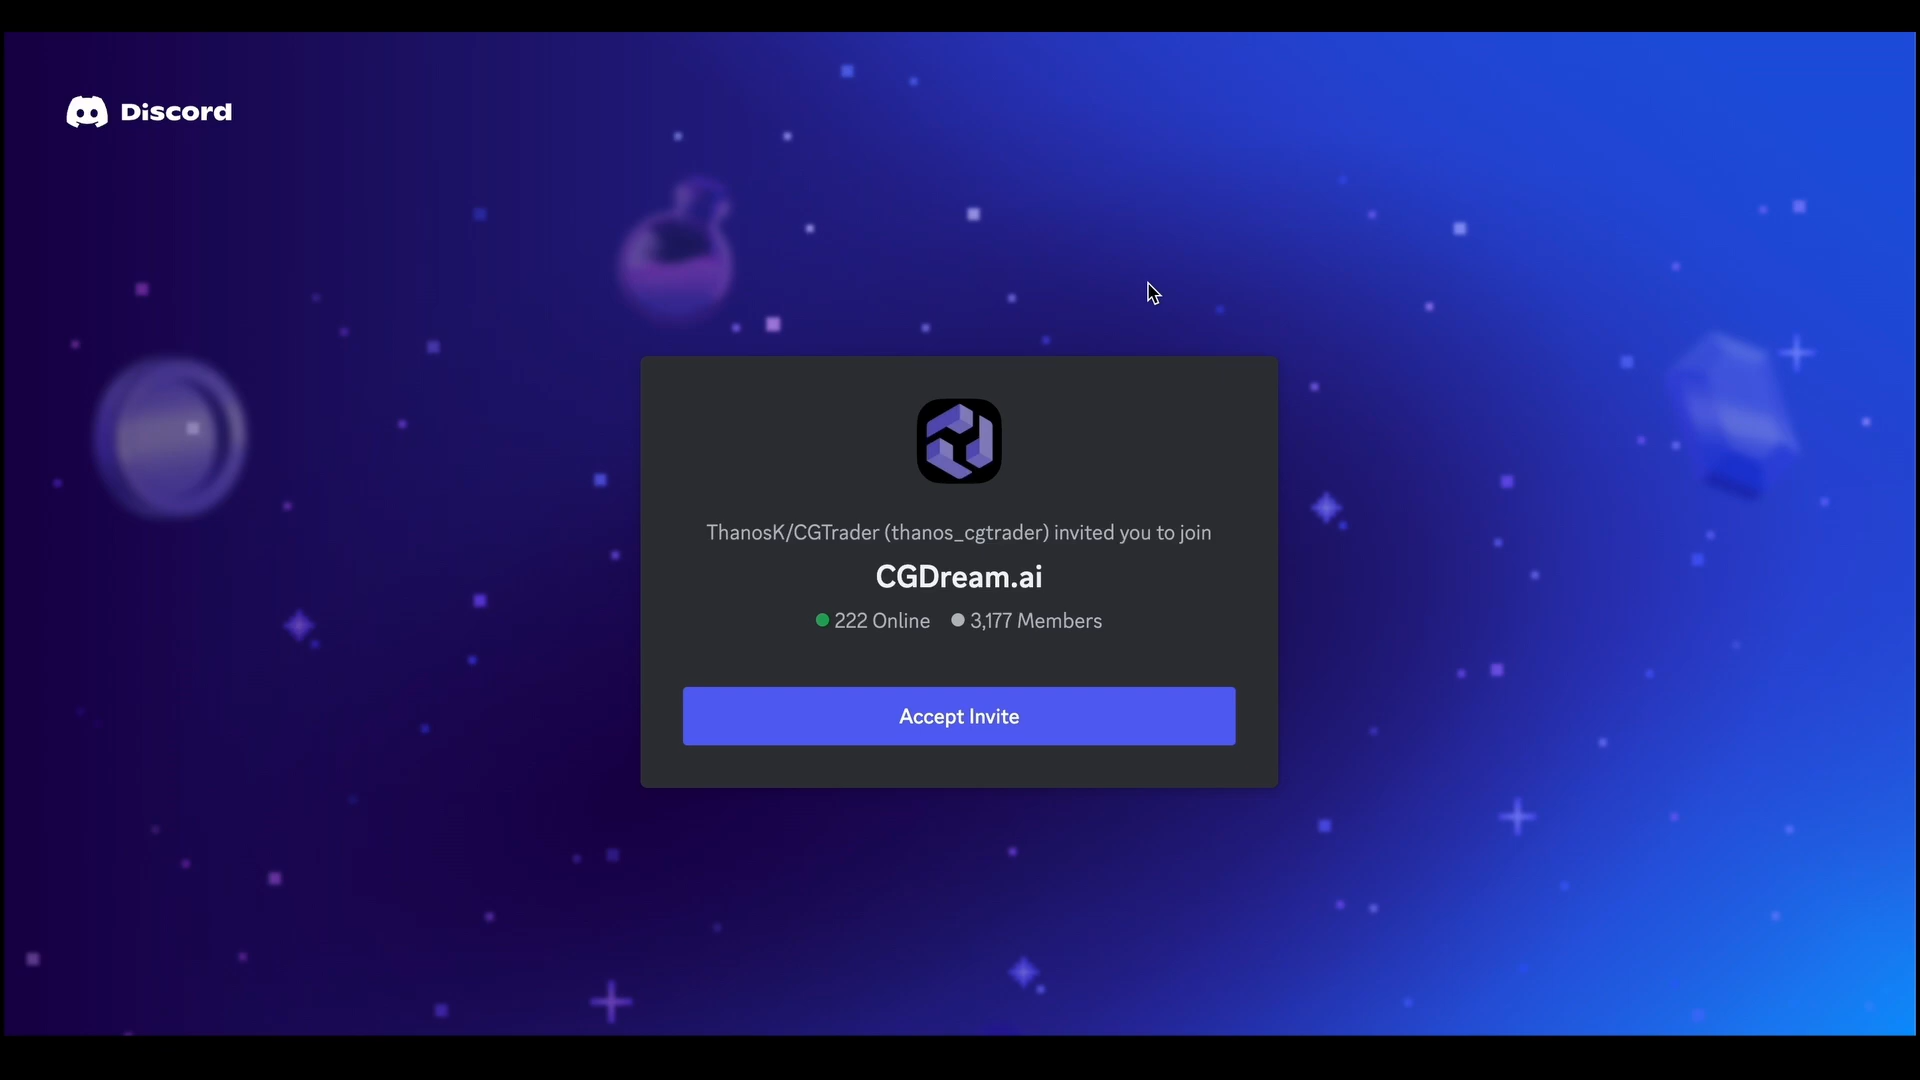 Discord
ThanosK/CGTrader (thanos_cgtrader) invited you to join
CGDream.ai
222 Online 3,177 Members
Accept Invite